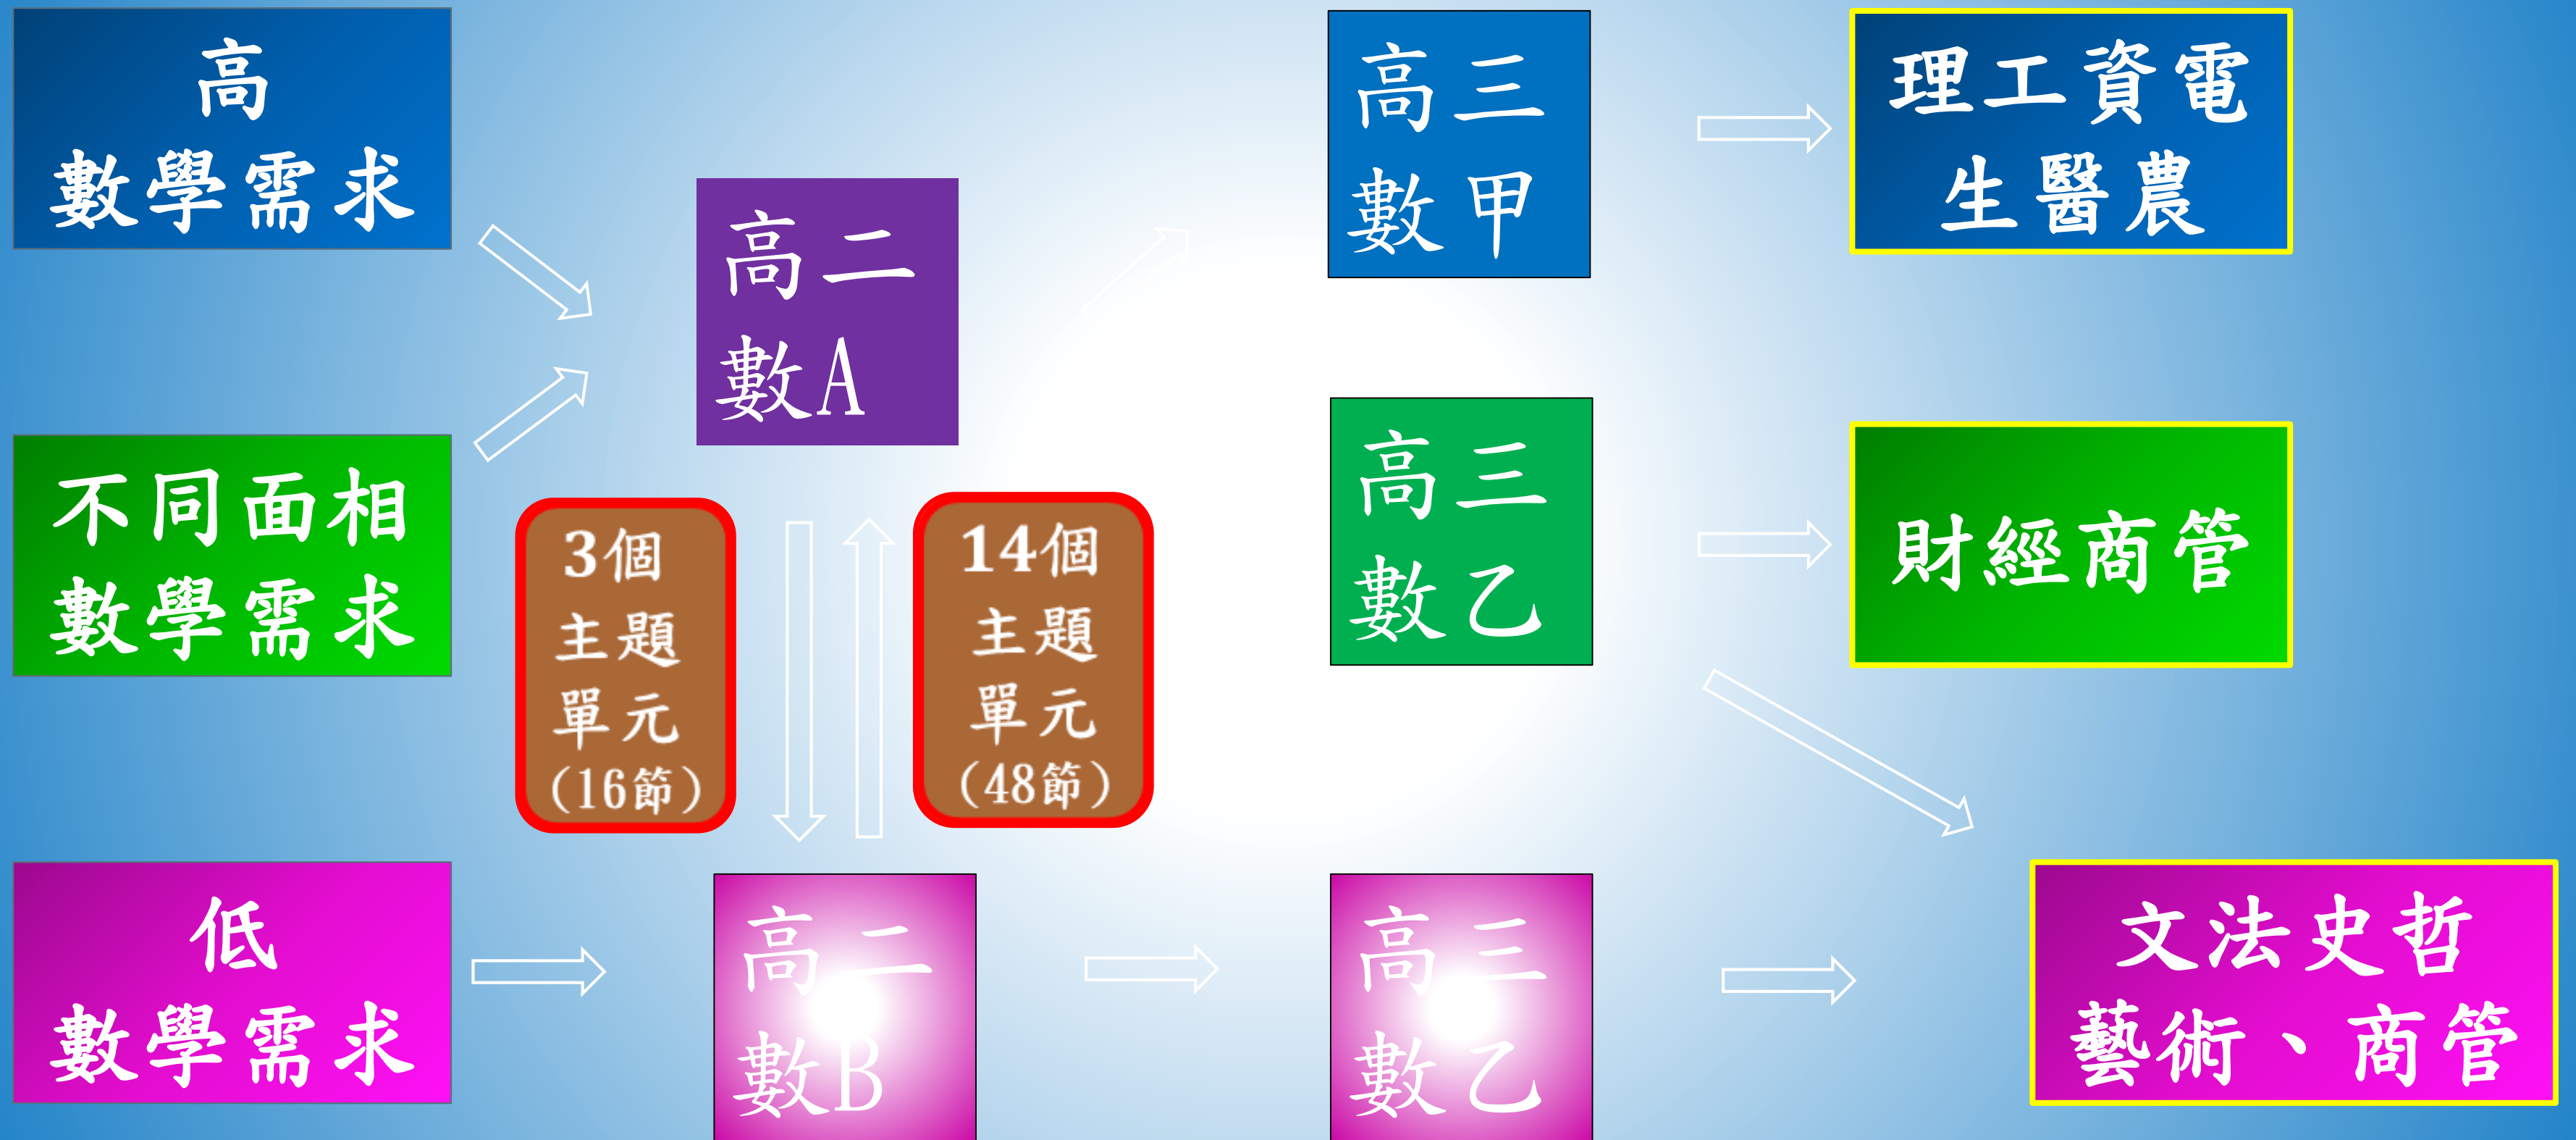 高
數學需求
不同面相
數學需求
低
數學需求
高二
數A
3個
主題
單元
(16節)
14個
主題
單元
(48節)
高二
數B
高三
數甲
高三
數乙
高三
數乙
理工資電
生醫農
財經商管
文法史哲
藝術、商管